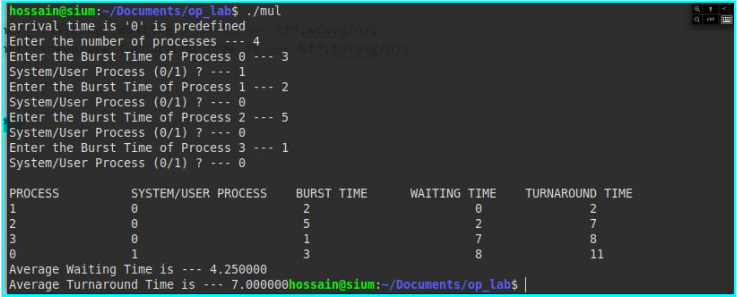 hossain@sium:~/Documents/op_lab$ ./mul
arrival time is '0' is predefined
Enter the number of processes --- 4
Enter the Burst Time of Process 0 --- 3
System/User Process (0/1) ? --- 1
Enter the Burst Time of Process 1 --- 2
System/User Process (0/1) ? --- 0
Enter the Burst Time of Process 2 --- 5
System/User Process (0/1) ? --- 0
Enter the Burst Time of Process 3 --- 1
System/User Process (0/1) ? --- 0
PROCESS SYSTEM/USER PROCESS BURST TIME WAITING TIME TURNAROUND TIME
1 0 2 0 2
2 0 5 2 7
3 0 1 7 8
0 1 3 8 11
Average Waiting Time is --- 4.250000
Average Turnaround Time is --- 7.000000hossain@sium:~/Documents/op_lab$